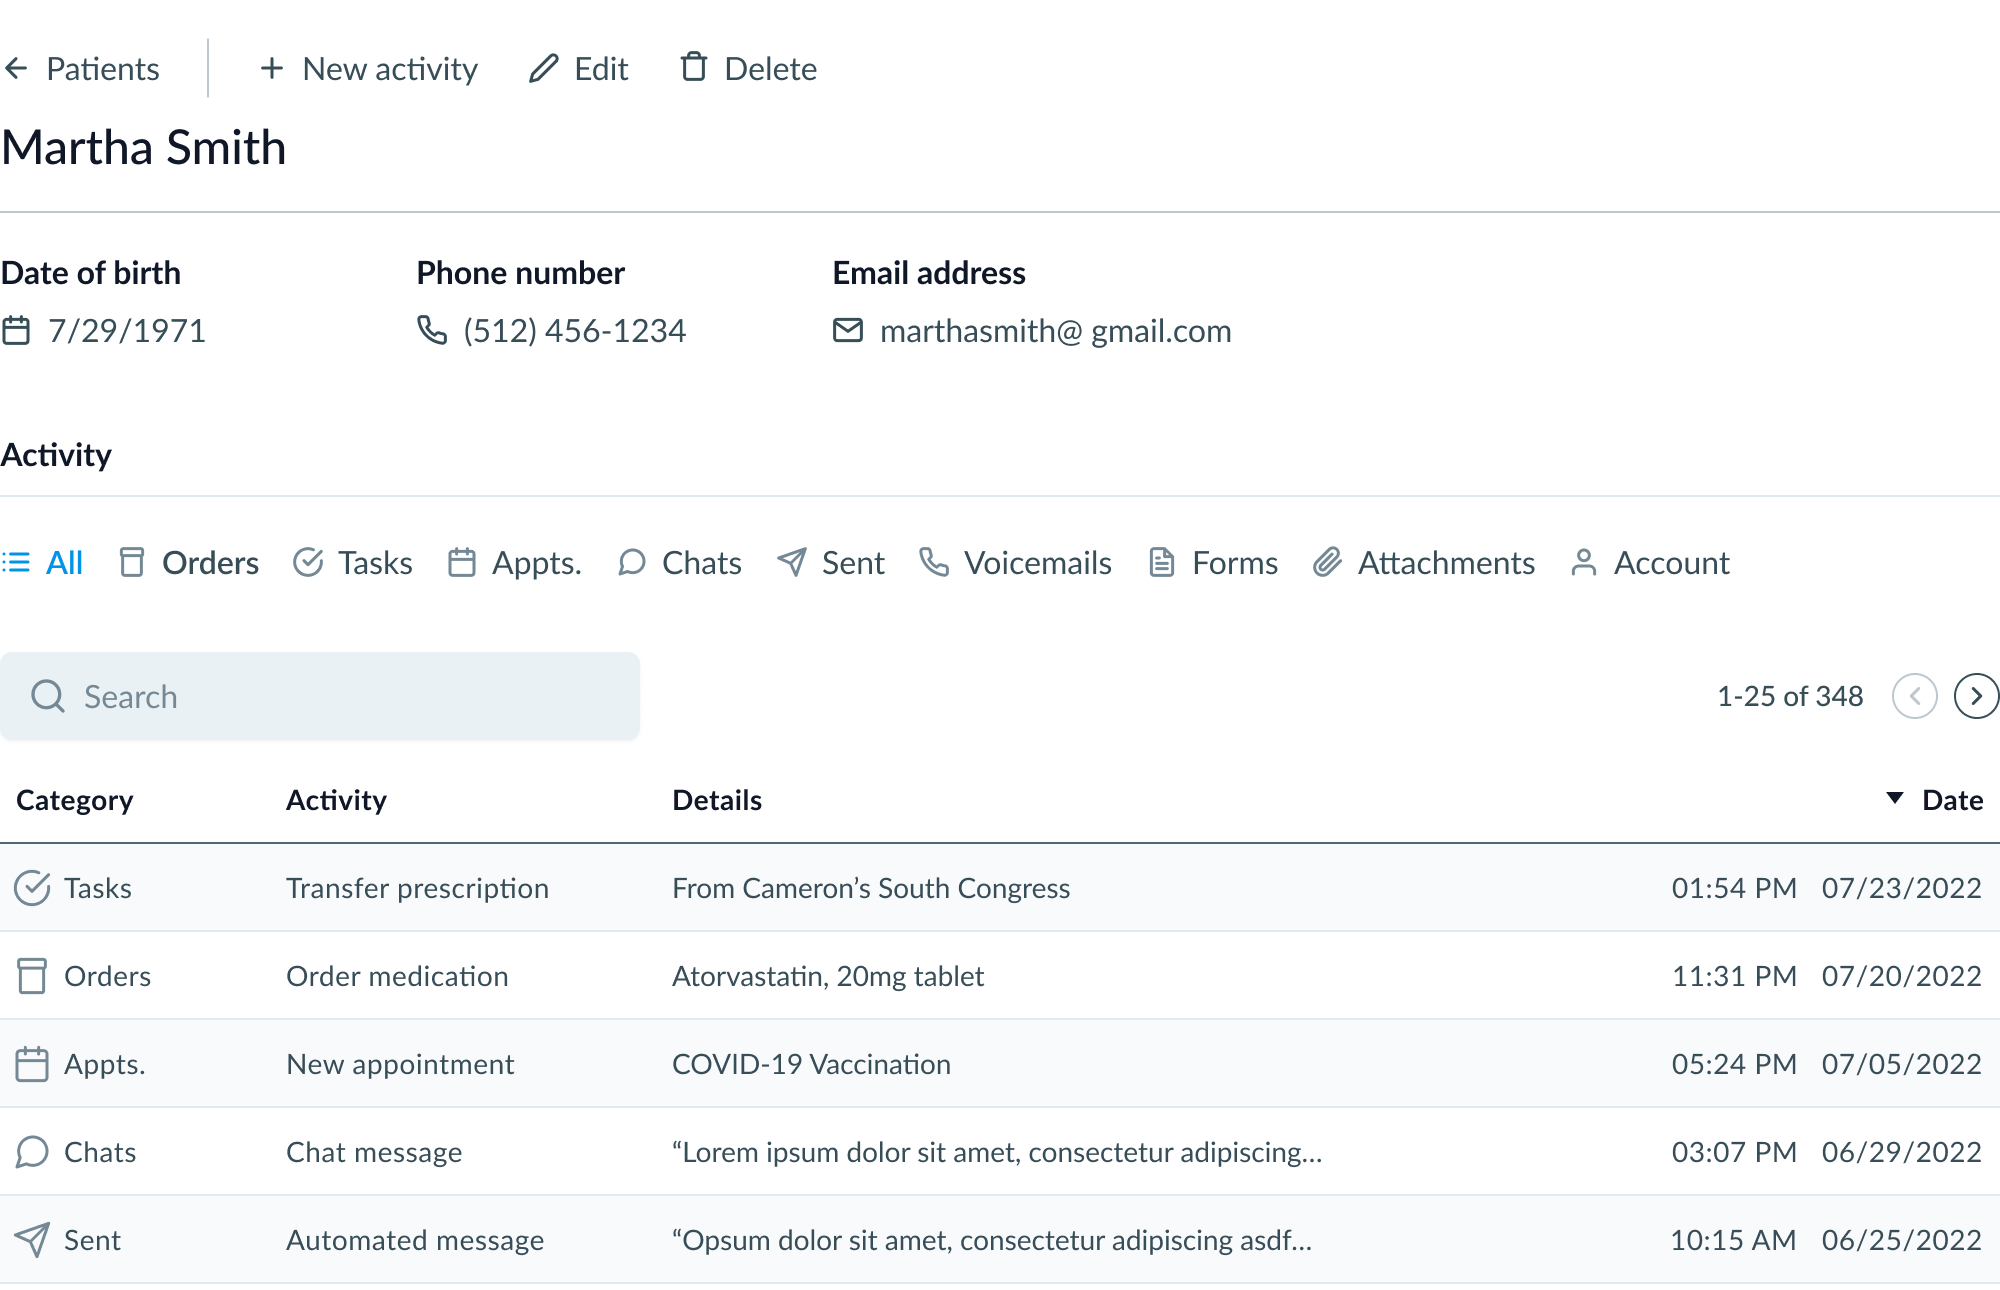 Patients New activity Edit Delete
Martha Smith
Date of birth Phone number Email address
7/29/1971 (512) 456-1234 marthasmith@ gmail.com
Activity
All Orders Tasks Appts. Chats Sent Voicemails Forms Attachments Account
Search 1-25 of 348
Category Activity Details Date
Tasks Transfer prescription From Cameron’s South Congress 01:54 PM 07/23/2022
Orders Order medication Atorvastatin, 20mg tablet 11:31 PM 07/20/2022
Appts. New appointment COVID-19 Vaccination 05:24 PM 07/05/2022
Chats Chat message “Lorem ipsum dolor sit amet, consectetur adipiscing... 03:07 PM 06/29/2022
Sent Automated message “Opsum dolor sit amet, consectetur adipiscing asdf... 10:15 AM 06/25/2022